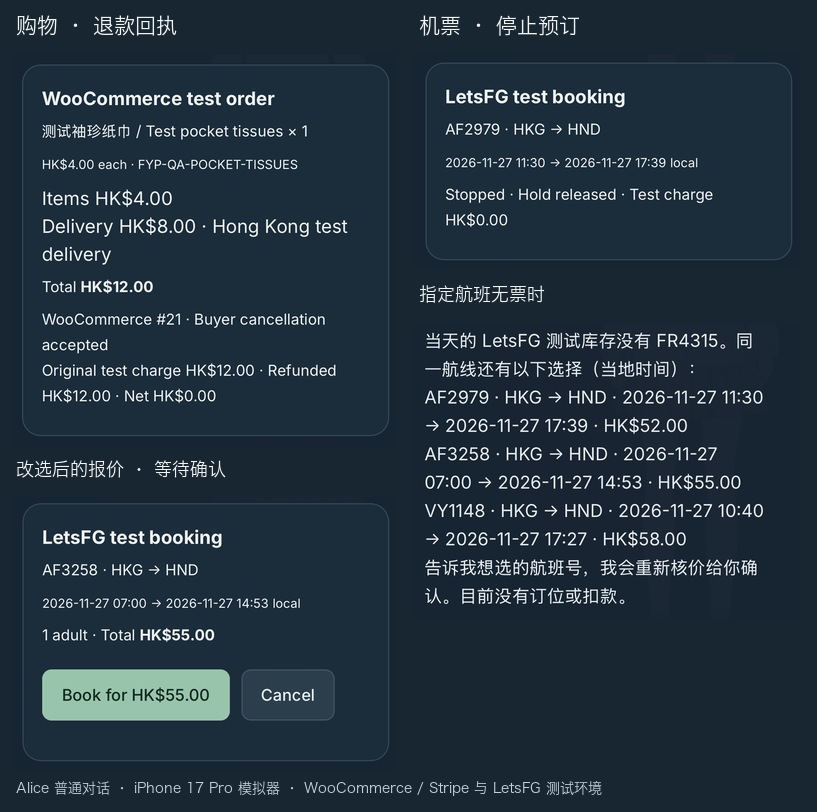 购物 · 退款回执
WooCommerce test order
测试袖珍纸巾 / Test pocket tissues × 1
HK$4.00 each · FYP-QA-POCKET-TISSUES
Items HK$4.00
Delivery HK$8.00 · Hong Kong test
delivery
Total HK$12.00
WooCommerce #21 · Buyer cancellation
accepted
Original test charge HK$12.00 · Refunded
HK$12.00 · Net HK$0.00
改选后的报价 · 等待确认
LetsFG test booking
AF3258 · HKG → HND
2026-11-27 07:00 → 2026-11-27 14:53 local
1 adult · Total HK$55.00
Book for HK$55.00
Cancel
机票 · 停止预订
LetsFG test booking
AF2979 · HKG → HND
2026-11-27 11:30 → 2026-11-27 17:39 local
Stopped · Hold released · Test charge
HK$0.00
指定航班无票时
当天的 LetsFG 测试库存没有 FR4315。同
一航线还有以下选择（当地时间）：
AF2979 · HKG → HND · 2026-11-27 11:30
→ 2026-11-27 17:39 · HK$52.00
AF3258 · HKG → HND · 2026-11-27
07:00 → 2026-11-27 14:53 · HK$55.00
VY1148 · HKG → HND · 2026-11-27 10:40
→ 2026-11-27 17:27 · HK$58.00
告诉我想选的航班号，我会重新核价给你确
认。目前没有订位或扣款。
Alice 普通对话 · iPhone 17 Pro 模拟器 · WooCommerce / Stripe 与 LetsFG 测试环境